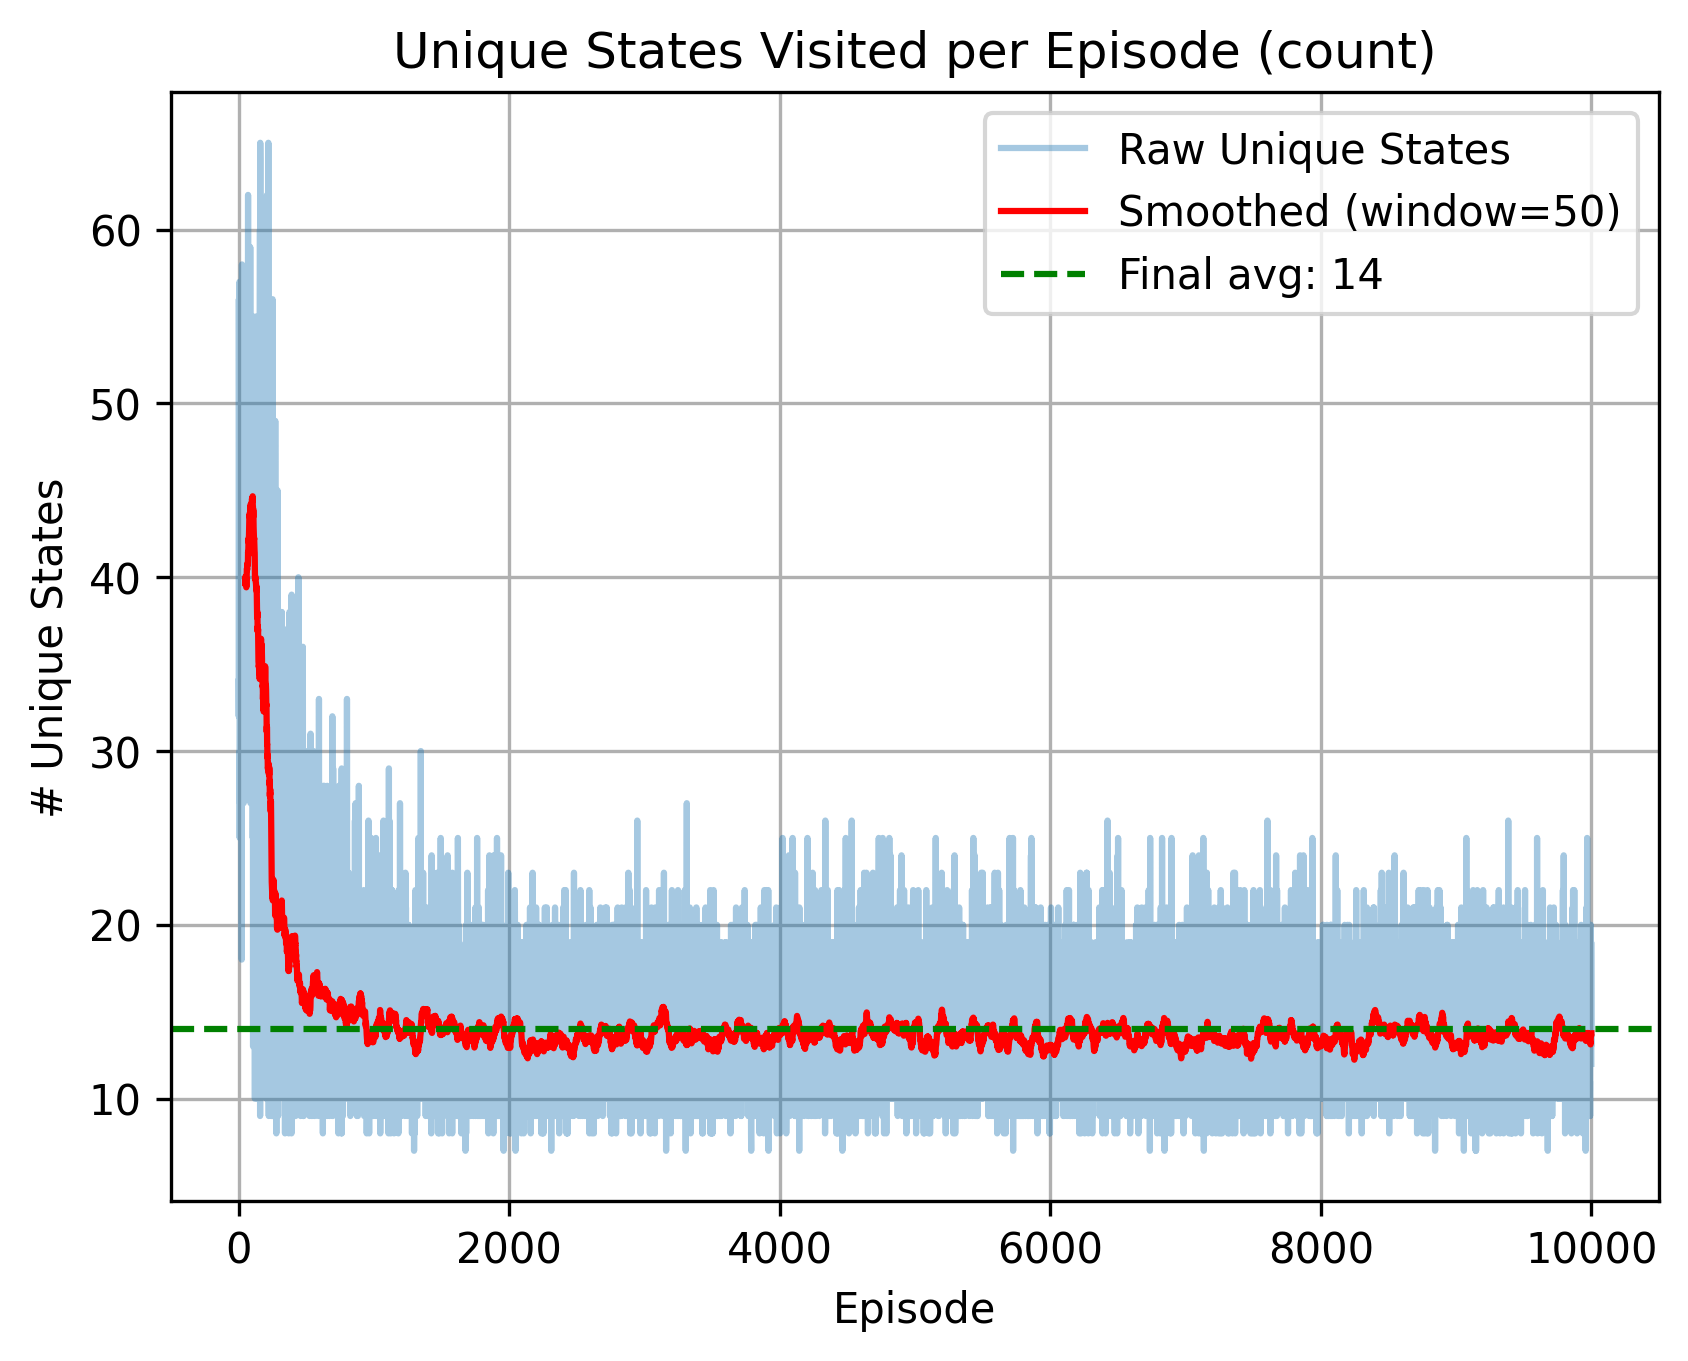 Unique States Visited per Episode (count)
Raw Unique States
Smoothed (window=50)
Final avg: 14
# Unique States
60
50
40
30
20
10
0 2000 4000 6000 8000 10000
Episode